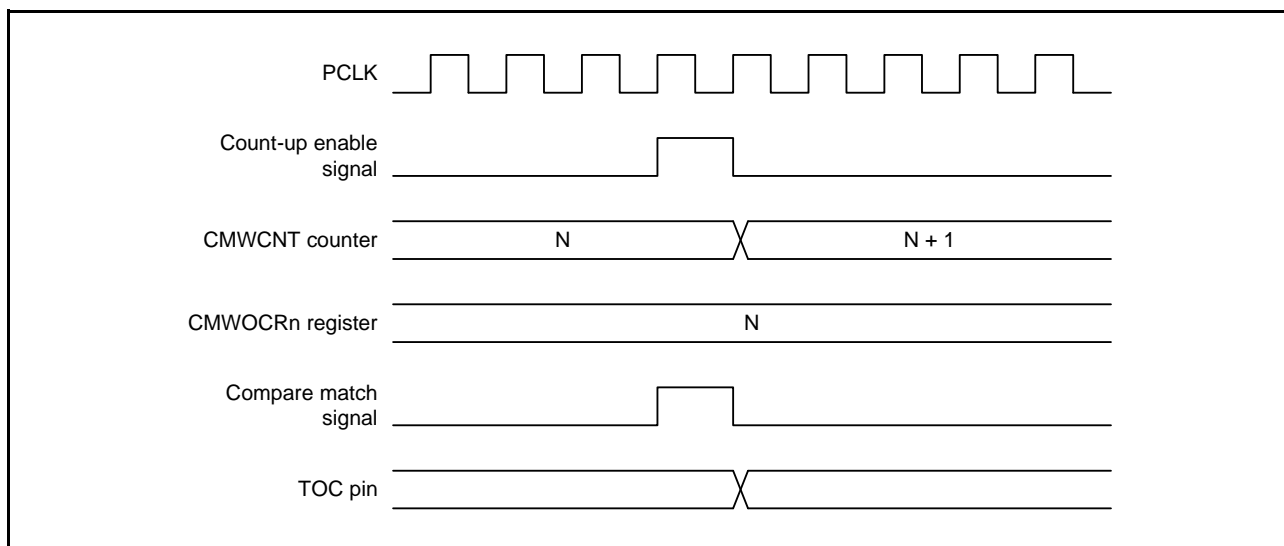 PCLK
Count-up enable
signal
CMWCNT counter
N
N + 1
CMWOCRn register
N
Compare match
signal
TOC pin